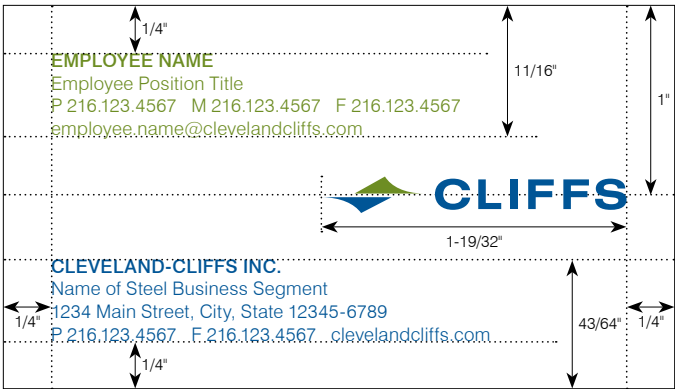 1/4"
EMPLOYEE NAME
Employee Position Title
P 216.123.4567 M 216.123.4567 F 216.123.4567
employee.name@clevelandcliffs.com
11/16"
1"
CLIFFS
1-19/32"
CLEVELAND-CLIFFS INC.
Name of Steel Business Segment
1234 Main Street, City, State 12345-6789
P 216.123.4567 F 216.123.4567 clevelandcliffs.com
1/4"
43/64"
1/4"
1/4"